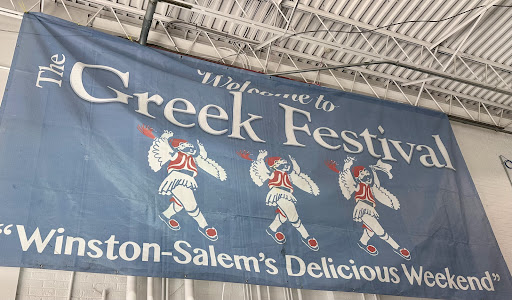 Welcome to
The Greek Festival
"Winston-Salem's Delicious Weekend"